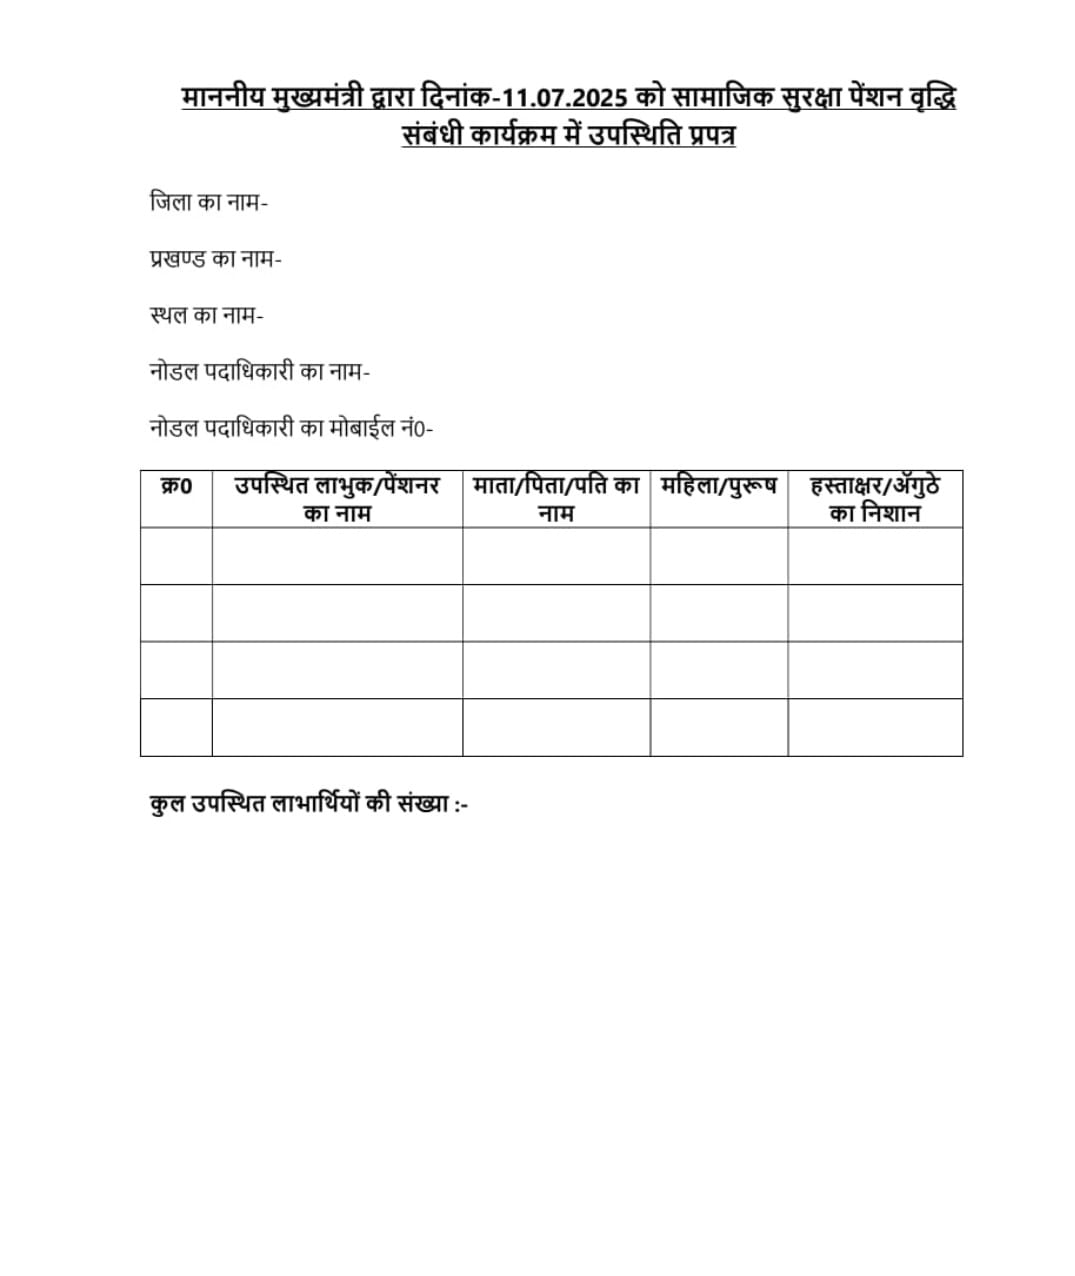 माननीय मुख्यमंत्री द्वारा दिनांक-11.07.2025 को सामाजिक सुरक्षा पेंशन वृद्धि
संबंधी कार्यक्रम में उपस्थिति प्रपत्र
जिला का नाम-
प्रखण्ड का नाम-
स्थल का नाम-
नोडल पदाधिकारी का नाम-
नोडल पदाधिकारी का मोबाईल नं0-
क्र0 उपस्थित लाभुक/पेंशनर माता/पिता/पति का महिला/पुरूष हस्ताक्षर/अँगुठे
का नाम नाम का निशान
कुल उपस्थित लाभार्थियों की संख्या :-